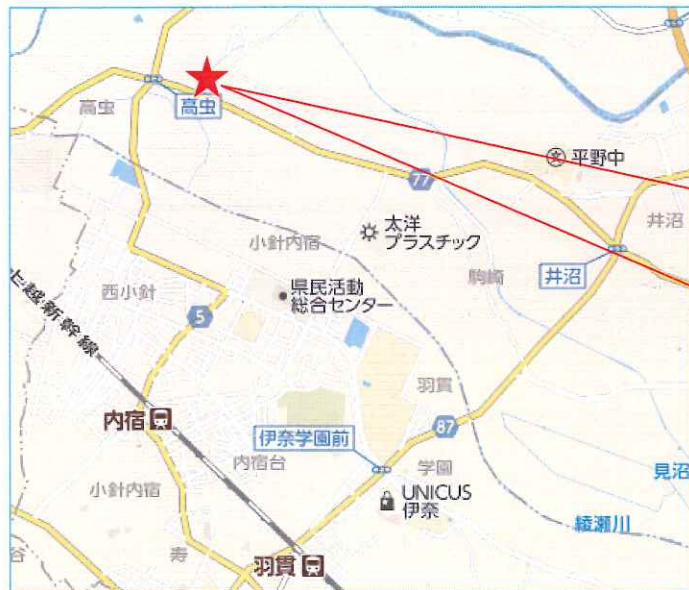 高虫
高虫
77
平野中
井沼
太洋
プラスチック
小針内宿
駒崎
井沼
西小針
県民活動
総合センター
上越新幹線
5
羽貫
内宿
87
伊奈学園前
内宿台
学園
見沼
小針内宿
UNICUS
伊奈
綾瀬川
谷
寿
羽貫